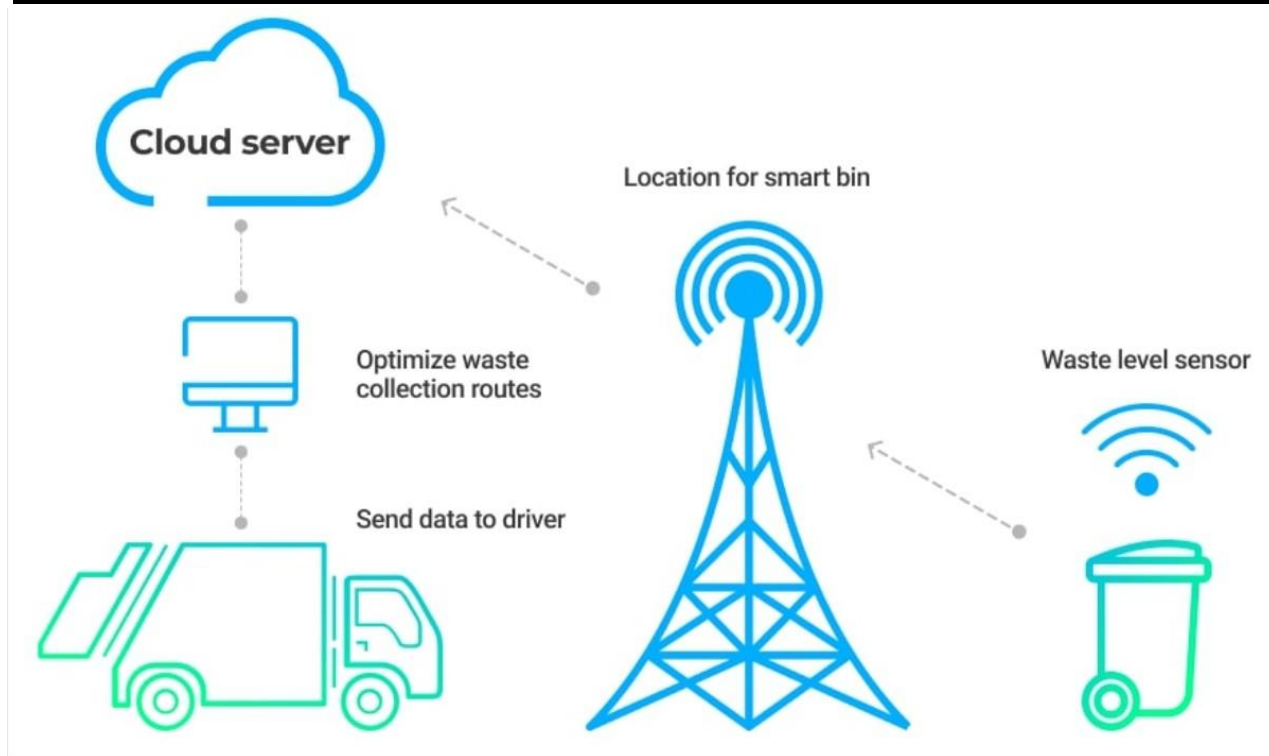 Cloud server
Location for smart bin
Optimize waste
collection routes
Waste level sensor
Send data to driver